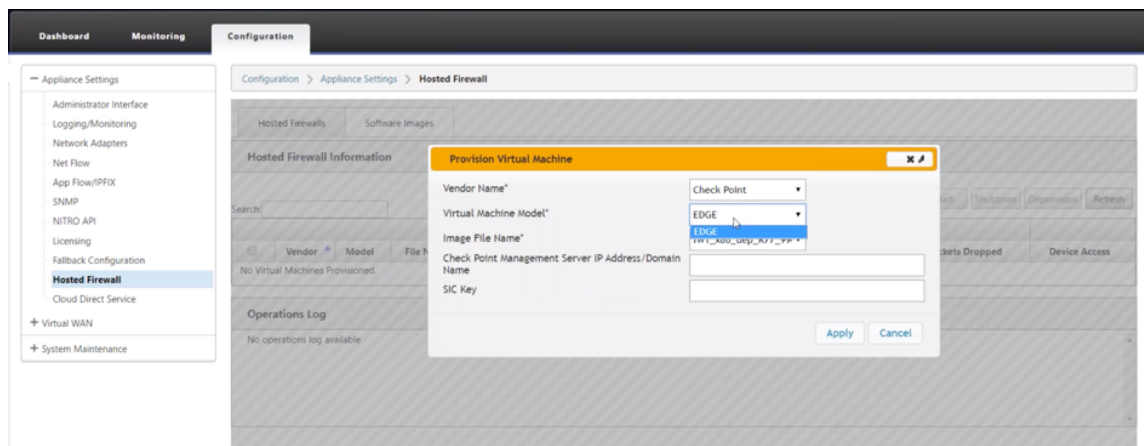 Dashboard Monitoring Configuration
Appliance Settings
Administrator Interface
Logging/Monitoring
Network Adapters
Net Flow
App Flow/IPFIX
SNMP
NITRO API
Licensing
Fallback Configuration
Hosted Firewall
Cloud Direct Service
Virtual WAN
System Maintenance
Configuration > Appliance Settings > Hosted Firewall
Hosted Firewalls Software Images
Hosted Firewall Information
Search:
Shutdown Deprovision Refresh
Vendor Model File
Dropped Device Access
No Virtual Machines Provisioned.
Operations Log
No operations log available
Provision Virtual Machine
Vendor Name* Check Point
Virtual Machine Model* EDGE
EDGE
Image File Name*
Check Point Management Server IP Address/Domain
Name
SIC Key
Apply Cancel